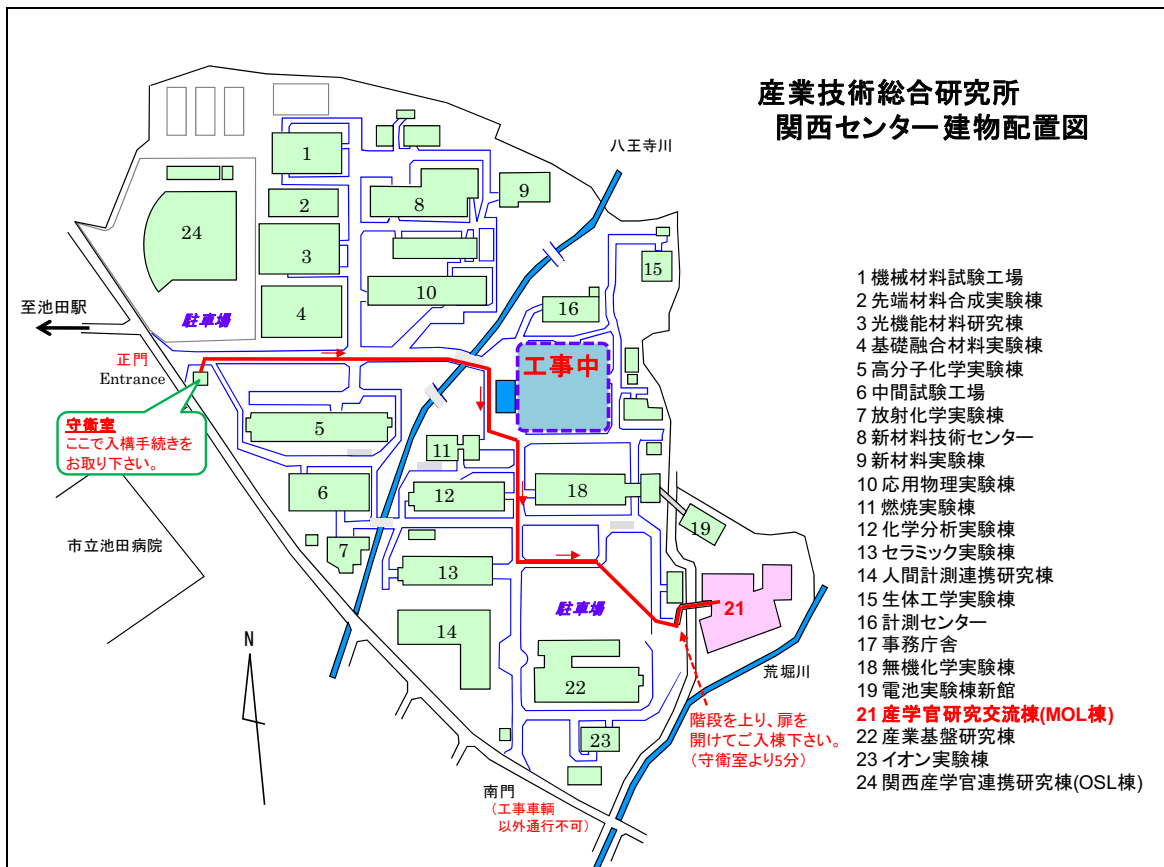 産業技術総合研究所
関西センター建物配置図
八王寺川
1
2
3
4
8
9
10
24
15
16
至池田駅
駐車場
正門
Entrance
工事中
守衛室
ここで入構手続きを
お取り下さい。
5
6
7
11
12
13
14
18
19
市立池田病院
駐車場
21
22
23
N
荒堀川
階段を上り、扉を
開けてご入棟下さい。
（守衛室より5分）
南門
（工事車輌
以外通行不可）
1 機械材料試験工場
2 先端材料合成実験棟
3 光機能材料研究棟
4 基礎融合材料実験棟
5 高分子化学実験棟
6 中間試験工場
7 放射化学実験棟
8 新材料技術センター
9 新材料実験棟
10 応用物理実験棟
11 燃焼実験棟
12 化学分析実験棟
13 セラミック実験棟
14 人間計測連携研究棟
15 生体工学実験棟
16 計測センター
17 事務庁舎
18 無機化学実験棟
19 電池実験棟新館
21 産学官研究交流棟(MOL棟)
22 産業基盤研究棟
23 イオン実験棟
24 関西産学官連携研究棟(OSL棟)